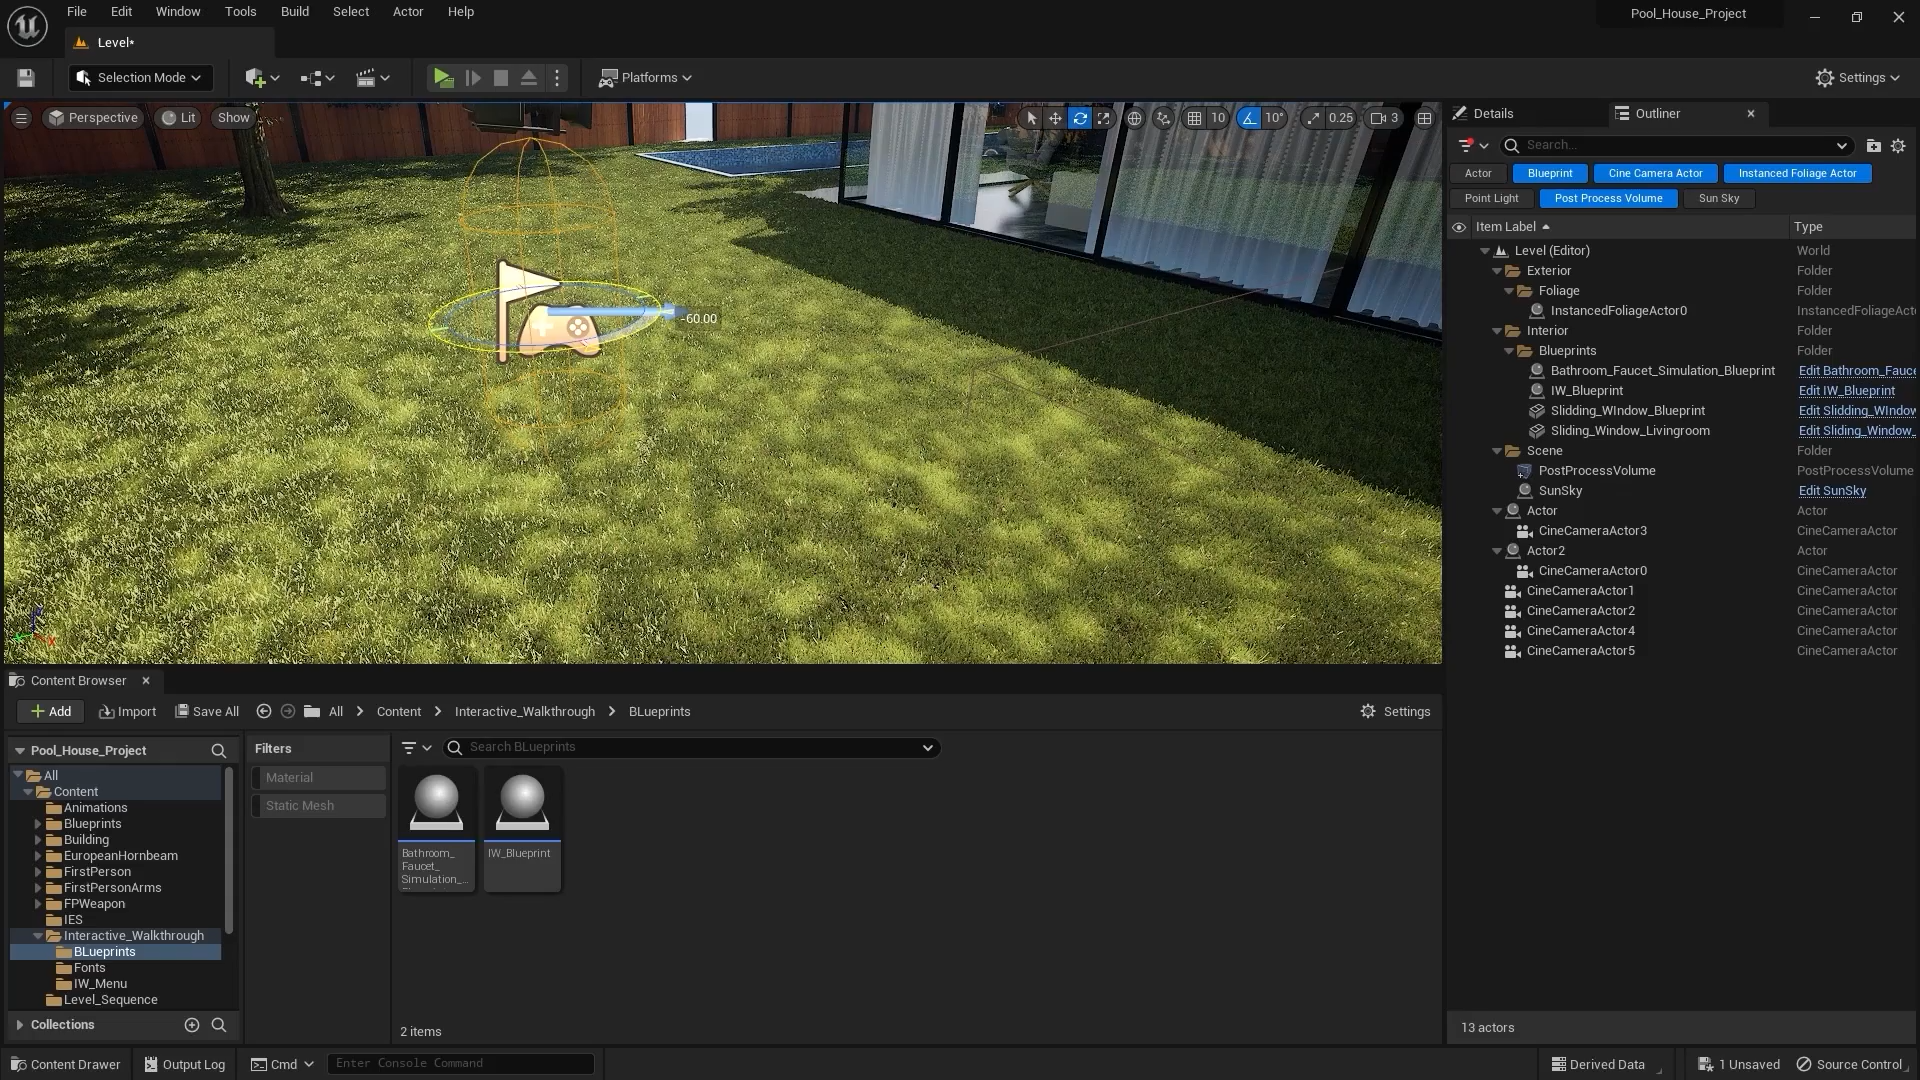 File Edit Window Tools Build Select Actor Help
Pool_House_Project
Level*
Selection Mode
Platforms
Settings
Perspective
Lit
Show
10
10°
0.25
3
-60.00
Details
Outliner
Search...
Actor
Blueprint
Cine Camera Actor
Instanced Foliage Actor
Point Light
Post Process Volume
Sun Sky
Item Label Type
Level (Editor) World
Exterior Folder
Foliage Folder
InstancedFoliageActor0 InstancedFoliageActo
Interior Folder
Blueprints Folder
Bathroom_Faucet_Simulation_Blueprint Edit Bathroom_Fauce
IW_Blueprint Edit IW_Blueprint
Slidding_WIndow_Blueprint Edit Slidding_WIndow
Sliding_Window_Livingroom Edit Sliding_Window_
Scene Folder
PostProcessVolume PostProcessVolume
SunSky Edit SunSky
Actor Actor
CineCameraActor3 CineCameraActor
Actor2 Actor
CineCameraActor0 CineCameraActor
CineCameraActor1 CineCameraActor
CineCameraActor2 CineCameraActor
CineCameraActor4 CineCameraActor
CineCameraActor5 CineCameraActor
13 actors
Content Browser
Add
Import
Save All
All
Content
Interactive_Walkthrough
BLueprints
Settings
Pool_House_Project
All
Content
Animations
Blueprints
Building
EuropeanHornbeam
FirstPerson
FirstPersonArms
FPWeapon
IES
Interactive_Walkthrough
BLueprints
Fonts
IW_Menu
Level_Sequence
Collections
Filters
Material
Static Mesh
Search BLueprints
Bathroom_
Faucet_
Simulation_...
IW_Blueprint
2 items
Content Drawer
Output Log
Cmd
Enter Console Command
Derived Data
1 Unsaved
Source Control